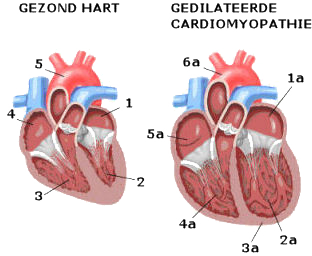 GEZOND HART
GEDILATEERDE
CARDIOMYOPATHIE
5
4
1
3
2
6a
1a
5a
4a
2a
3a